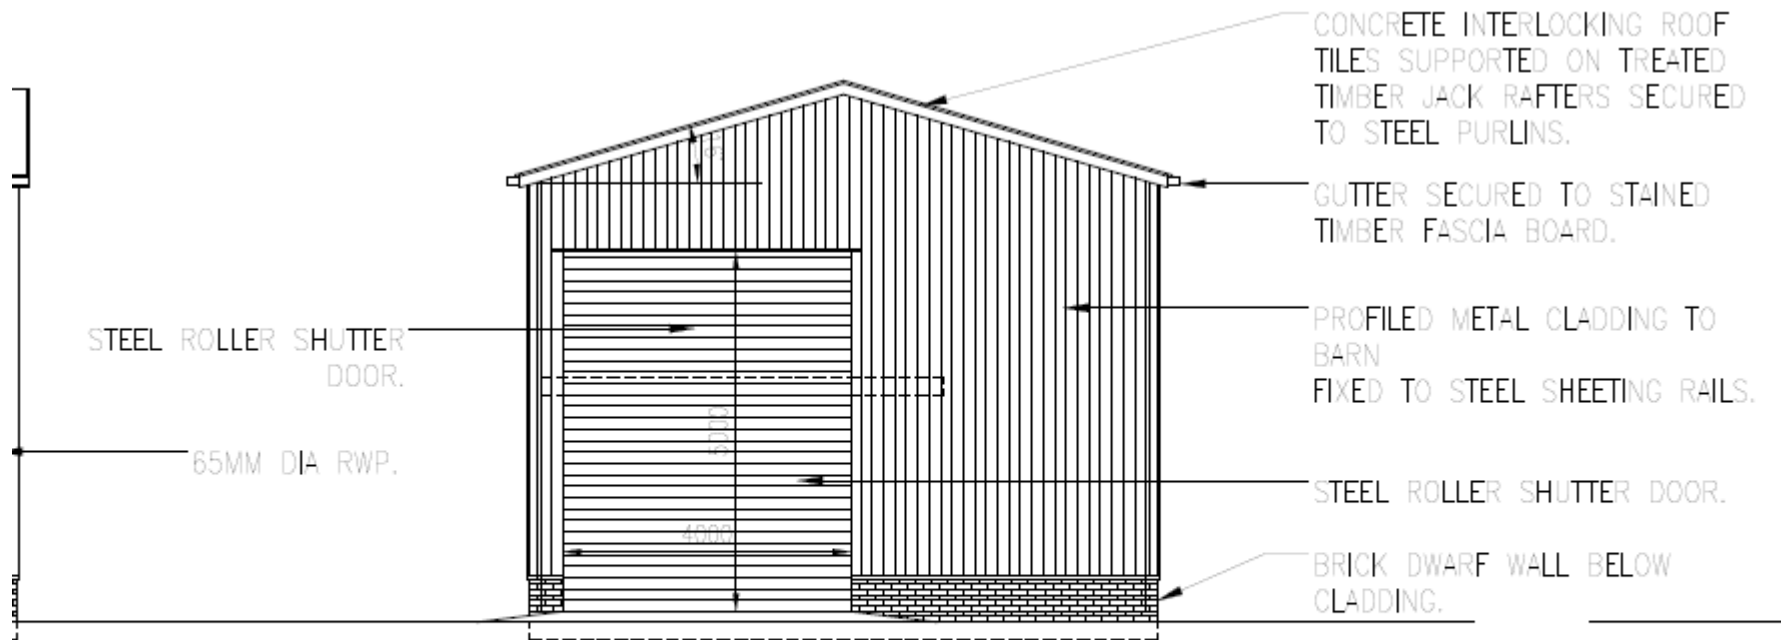 CONCRETE INTERLOCKING ROOF
TILES SUPPORTED ON TREATED
TIMBER JACK RAFTERS SECURED
TO STEEL PURLINS.
GUTTER SECURED TO STAINED
TIMBER FASCIA BOARD.
PROFILED METAL CLADDING TO
BARN
FIXED TO STEEL SHEETING RAILS.
STEEL ROLLER SHUTTER
DOOR.
65MM DIA RWP.
5000
4000
STEEL ROLLER SHUTTER DOOR.
BRICK DWARF WALL BELOW
CLADDING.